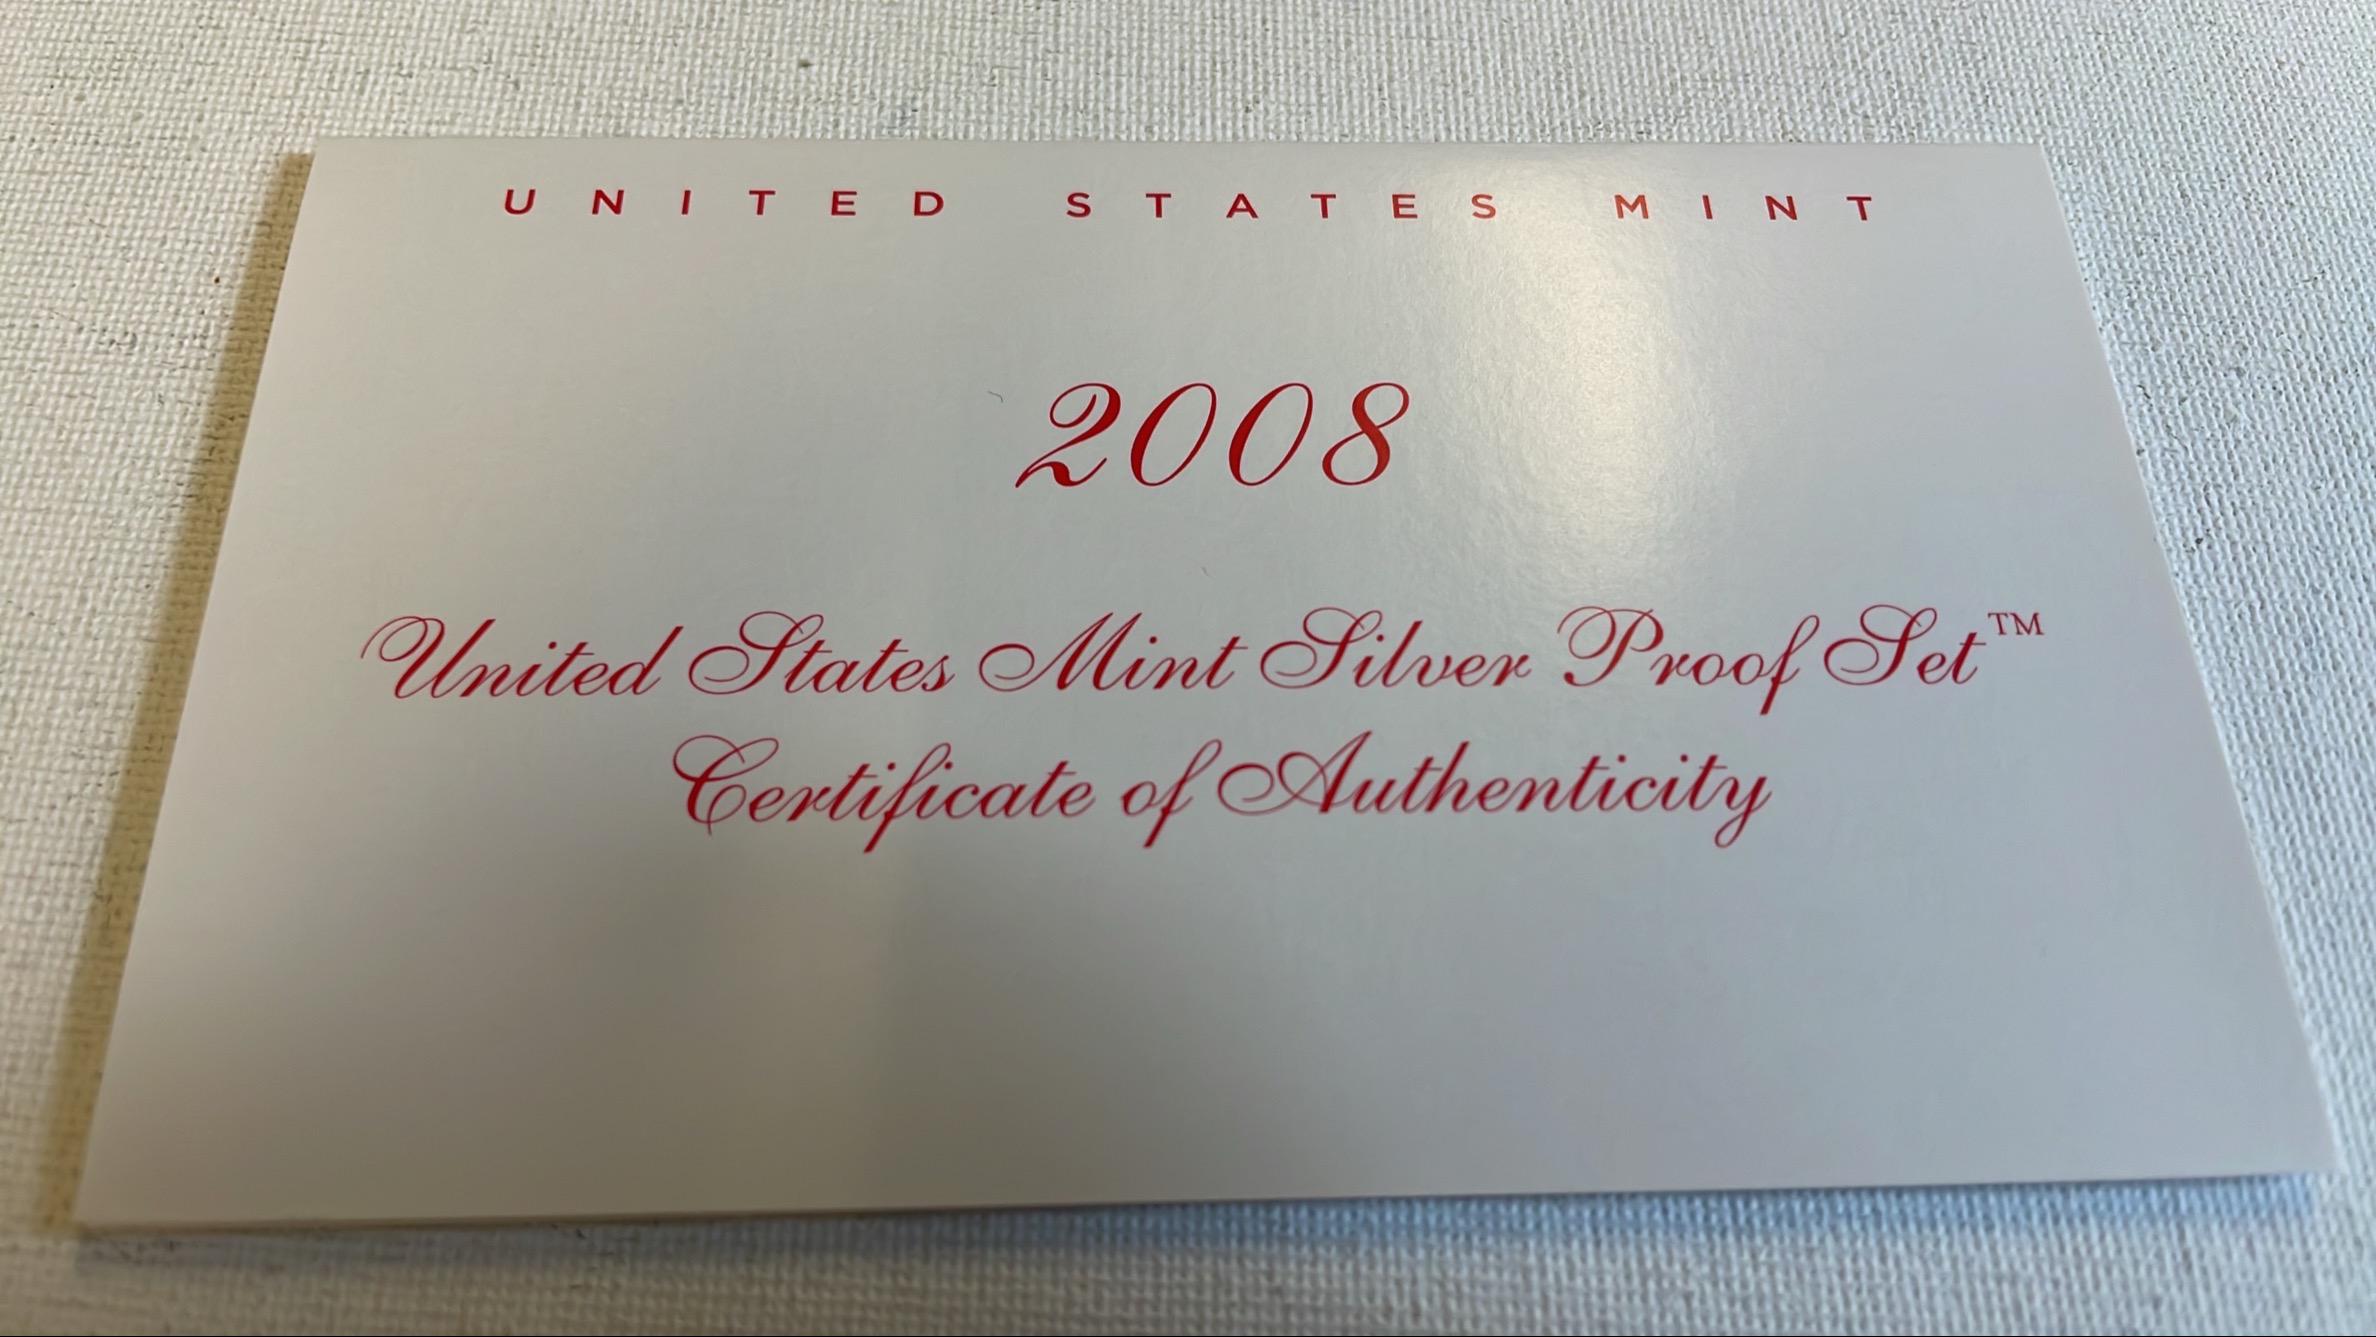 UNITED STATES MINT
2008
United States Mint Silver Proof Set™
Certificate of Authenticity